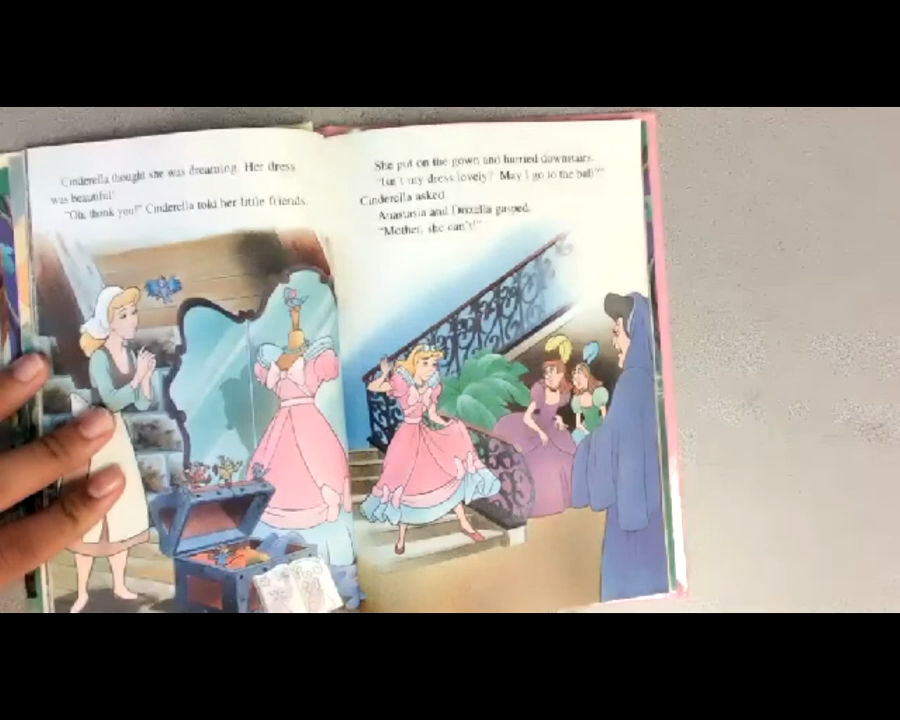 Cinderella thought she was dreaming. Her dress
was beautiful!
"Oh, thank you!" Cinderella told her little friends.
She put on the gown and hurried downstairs.
"Isn't my dress lovely? May I go to the ball?"
Cinderella asked.
Anastasia and Drizella gasped.
"Mother, she can't!"